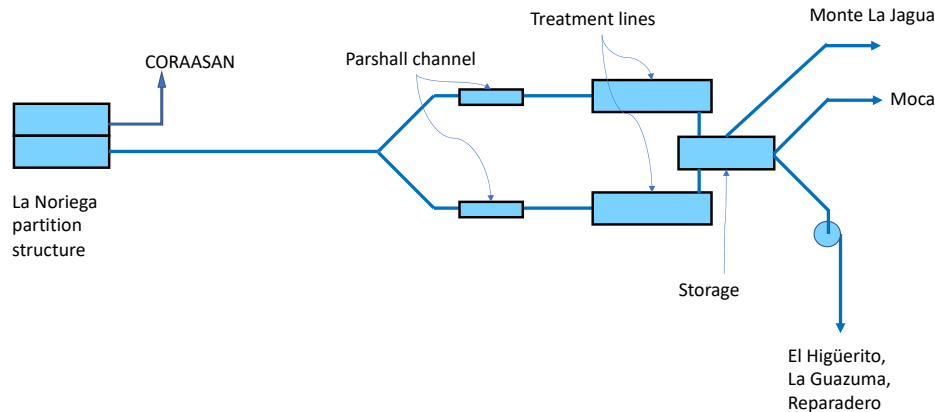 Treatment lines
Monte La Jagua
Parshall channel
CORAASAN
Moca
La Noriega
partition
structure
Storage
El Higüerito,
La Guazuma,
Reparadero